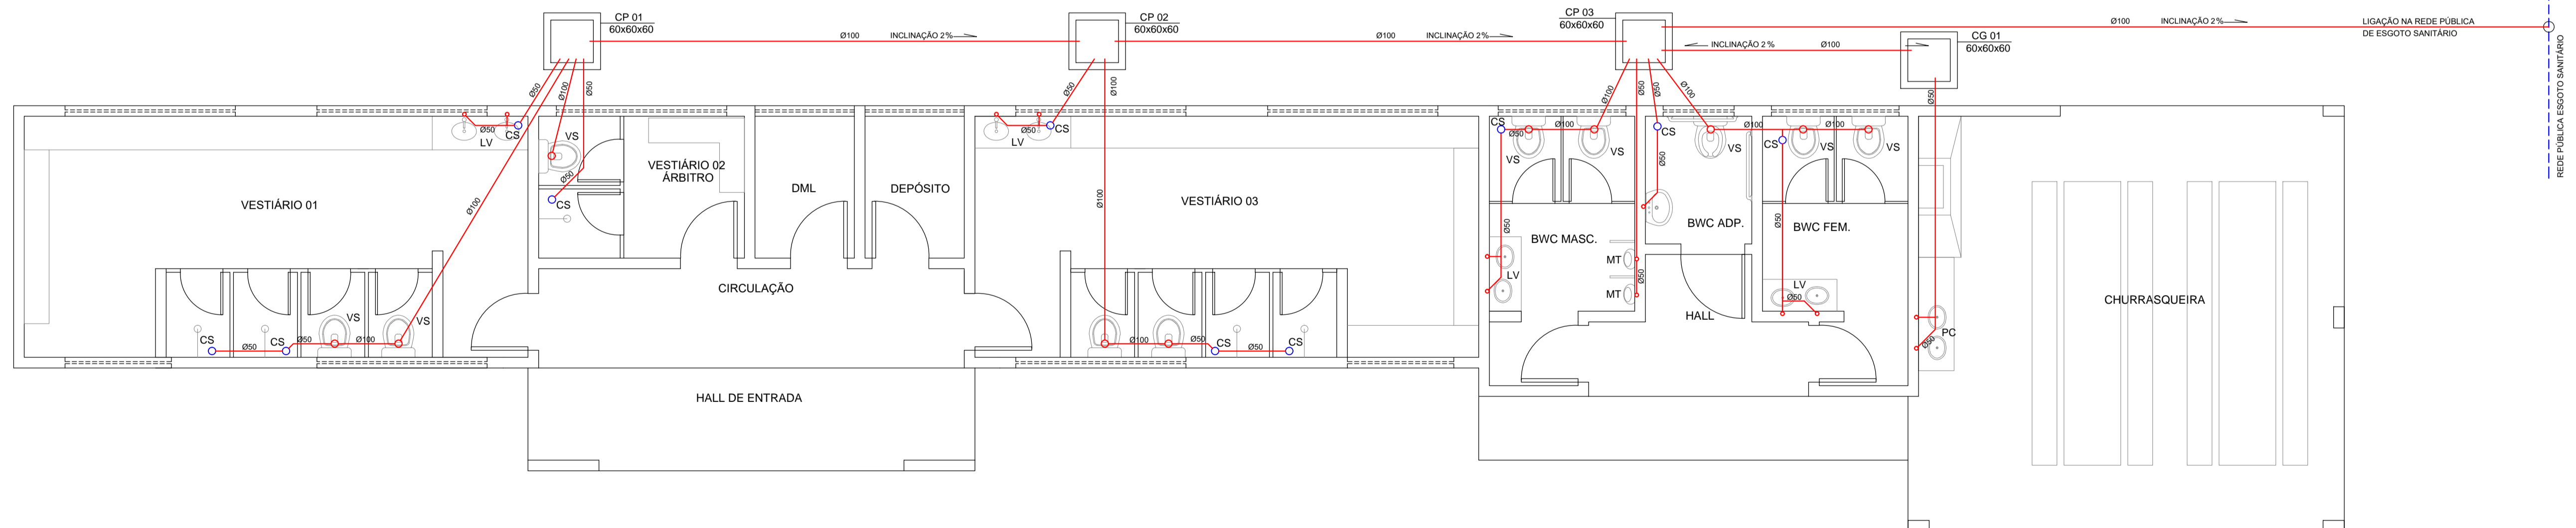 CP 01
60x60x60
CP 02
60x60x60
CP 03
60x60x60
CG 01
60x60x60
Ø100
INCLINAÇÃO 2%
Ø100
INCLINAÇÃO 2%
INCLINAÇÃO 2%
Ø100
Ø100
INCLINAÇÃO 2%
LIGAÇÃO NA REDE PÚBLICA
DE ESGOTO SANITÁRIO
REDE PÚBLICA ESGOTO SANITÁRIO
Ø50
Ø100
Ø50
Ø50
Ø100
Ø100
Ø50
Ø50
Ø100
Ø50
Ø50
CS
LV
VS
Ø50
CS
Ø100
VESTIÁRIO 01
VESTIÁRIO 02
ÁRBITRO
DML
DEPÓSITO
Ø50
CS
LV
Ø100
VESTIÁRIO 03
CS
Ø50
Ø100
VS
VS
CS
Ø50
VS
Ø100
Ø100
CS
VS
VS
Ø50
BWC MASC.
LV
MT
MT
Ø50
BWC ADP.
BWC FEM.
Ø50
LV
Ø50
HALL
PC
Ø50
CHURRASQUEIRA
CIRCULAÇÃO
CS
Ø50
CS
Ø50
VS
Ø100
VS
Ø100
Ø50
CS
Ø50
CS
HALL DE ENTRADA